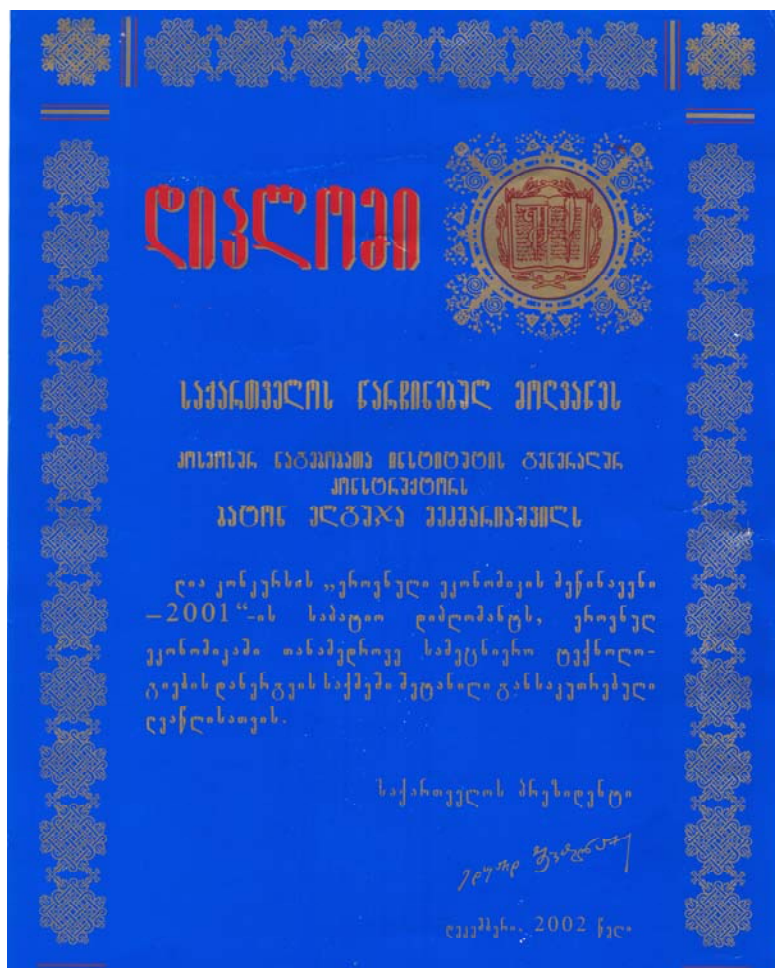 დიპლომი
საქართველოს წარჩინებულ მოღვაწეს
კოსმოსურ ნაგებობათა ინსტიტუტის გენერალურ
კონსტრუქტორს
ბატონ ელგუჯა მეძმარიაშვილს
ღია კონკურსის „ეროვნული ეკონომიკის მეწინავენი
–2001“-ის საპატიო დიპლომანტს, ეროვნულ
ეკონომიკაში თანამედროვე სამეცნიერო ტექნოლო-
გიების დანერგვის საქმეში შეტანილი განსაკუთრებული
ღვაწლისათვის.
საქართველოს პრეზიდენტი
დეკემბერი, 2002 წელი